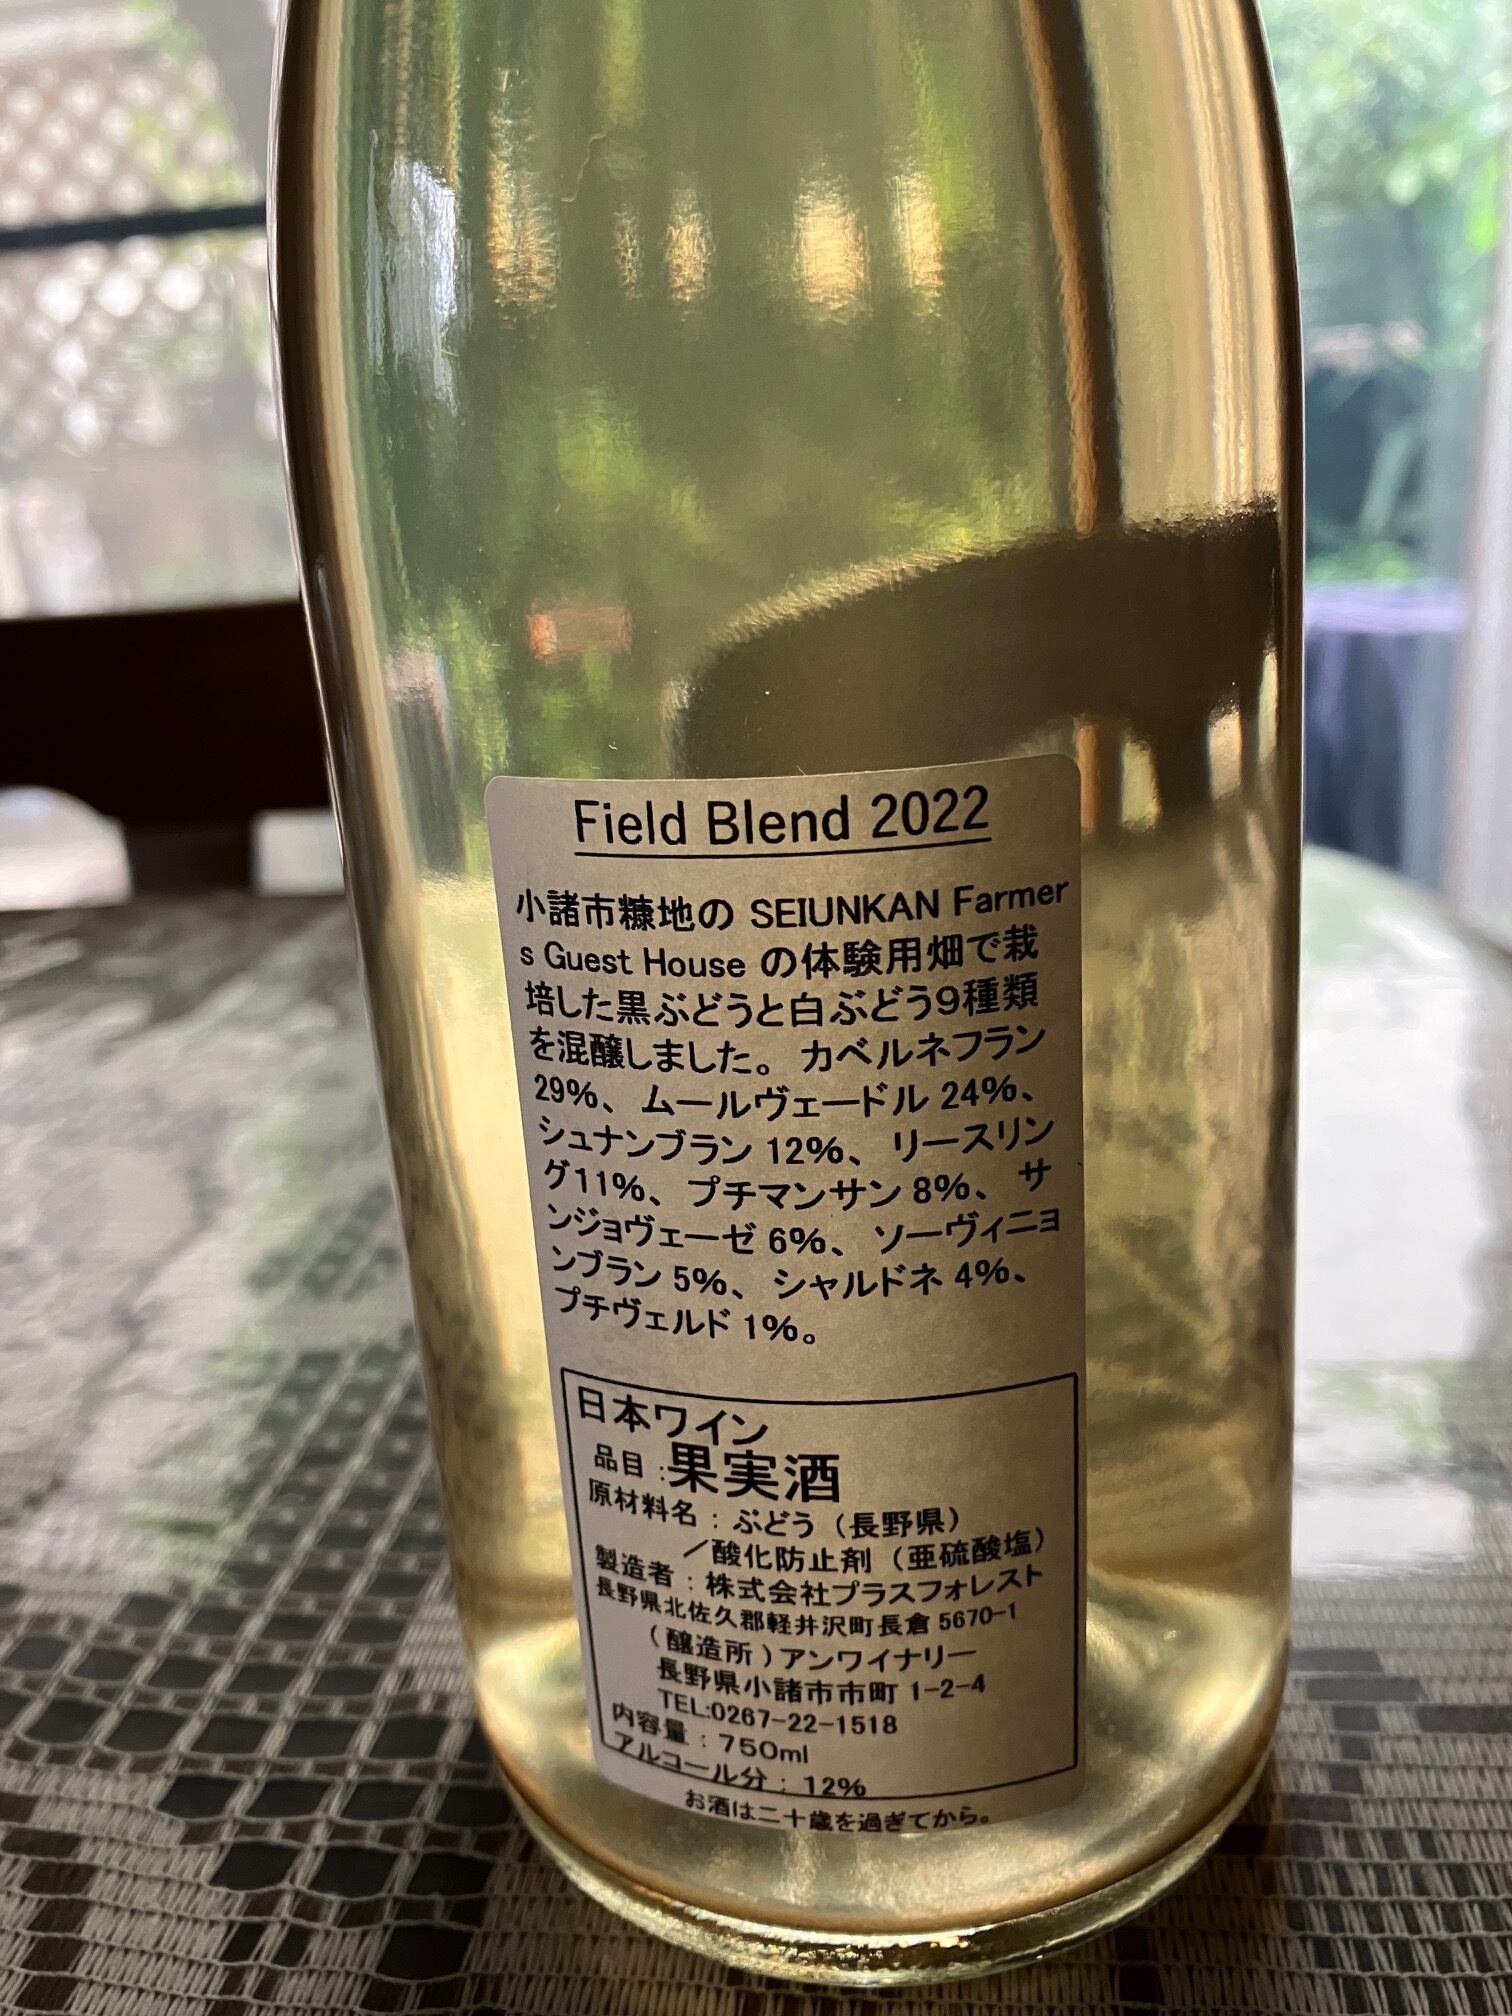 Field Blend 2022
小諸市糠地の SEIUNKAN Farmer
s Guest House の体験用畑で栽
培した黒ぶどうと白ぶどう9種類
を混醸しました。 カベルネフラン
29%、 ムールヴェードル 24%、
シュナンブラン 12%、 リースリン
グ11%、 プチマンサン 8%、 サ
ンジョヴェーゼ 6%、 ソーヴィニョ
ンブラン 5%、 シャルドネ 4%、
プチヴェルド 1%。
日本ワイン
品目:果実酒
原材料名：ぶどう（長野県）
／酸化防止剤（亜硫酸塩）
製造者：株式会社プラスフォレスト
長野県北佐久郡軽井沢町長倉 5670-1
(醸造所)アンワイナリー
長野県小諸市市町 1-2-4
TEL:0267-22-1518
内容量：750ml
アルコール分：12%
お酒は二十歳を過ぎてから。